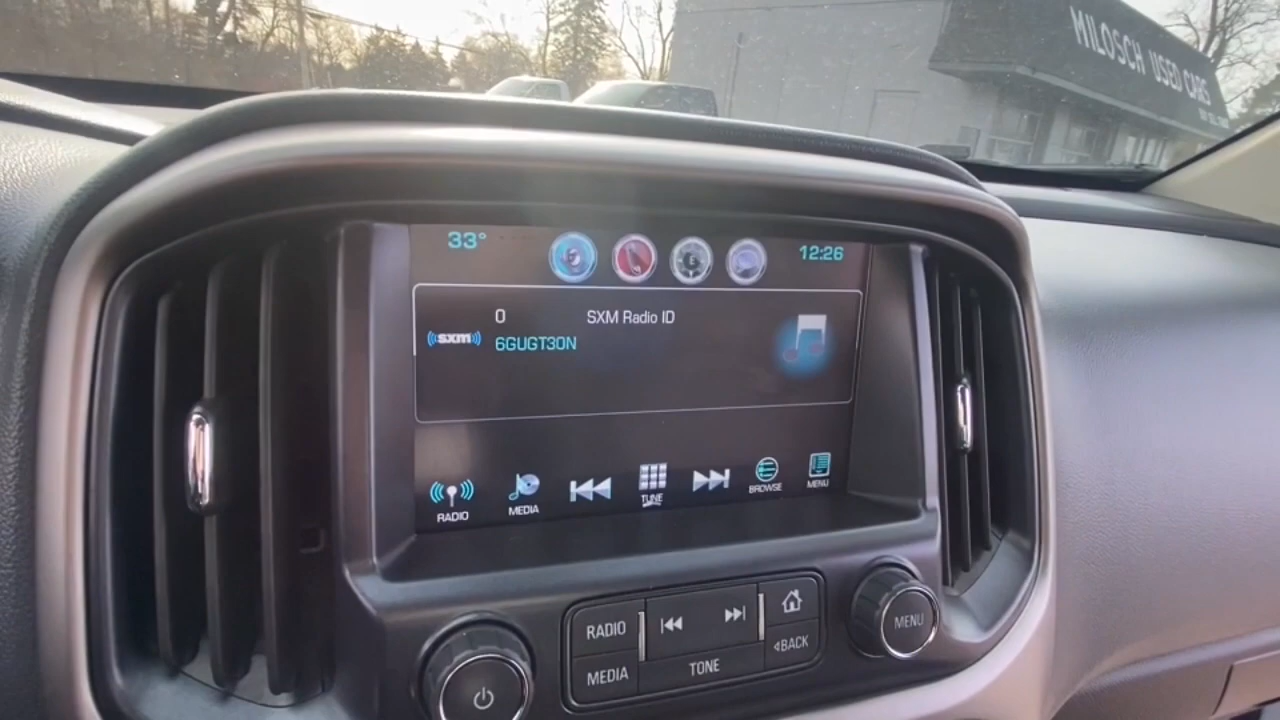 MILOSCH USED CARS
33°
12:26
0 SXM Radio ID
((sxm))
6GUGT30N
RADIO
MEDIA
TUNE
BROWSE
MENU
RADIO
MEDIA
TONE
BACK
MENU